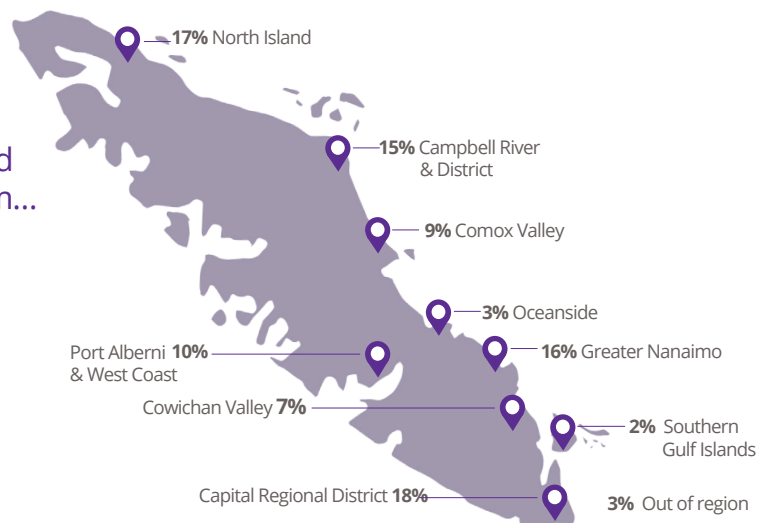 17% North Island
15% Campbell River
& District
9% Comox Valley
3% Oceanside
Port Alberni 10%
& West Coast
16% Greater Nanaimo
Cowichan Valley 7%
2% Southern
Gulf Islands
Capital Regional District 18%
3% Out of region